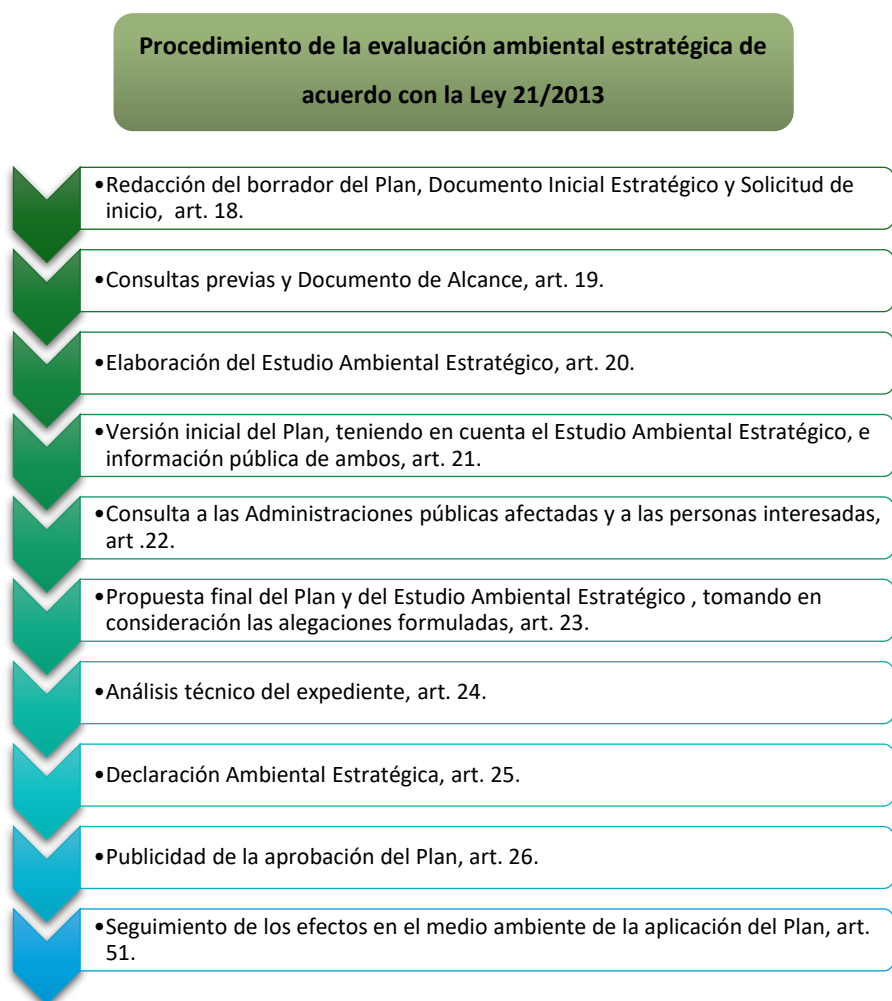 Procedimiento de la evaluación ambiental estratégica de
acuerdo con la Ley 21/2013
•Redacción del borrador del Plan, Documento Inicial Estratégico y Solicitud de
inicio, art. 18.
•Consultas previas y Documento de Alcance, art. 19.
•Elaboración del Estudio Ambiental Estratégico, art. 20.
•Versión inicial del Plan, teniendo en cuenta el Estudio Ambiental Estratégico, e
información pública de ambos, art. 21.
•Consulta a las Administraciones públicas afectadas y a las personas interesadas,
art .22.
•Propuesta final del Plan y del Estudio Ambiental Estratégico , tomando en
consideración las alegaciones formuladas, art. 23.
•Análisis técnico del expediente, art. 24.
•Declaración Ambiental Estratégica, art. 25.
•Publicidad de la aprobación del Plan, art. 26.
•Seguimiento de los efectos en el medio ambiente de la aplicación del Plan, art.
51.